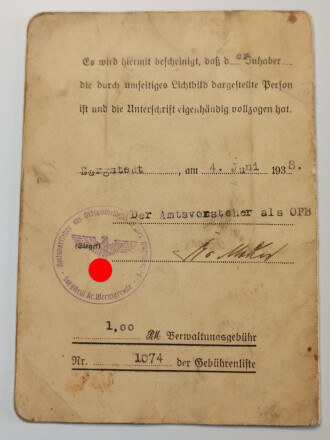 Es wird hiermit bescheinigt, daß der Inhaber
die durch umseitiges Lichtbild dargestellte Person
ist und die Unterschrift eigenhändig vollzogen hat.
Sargstedt, am 4. Juni 1938.
Der Amtsvorsteher als OPB
(Siegel)
1,00 RM Verwaltungsgebühr
Nr. 1074 der Gebührenliste